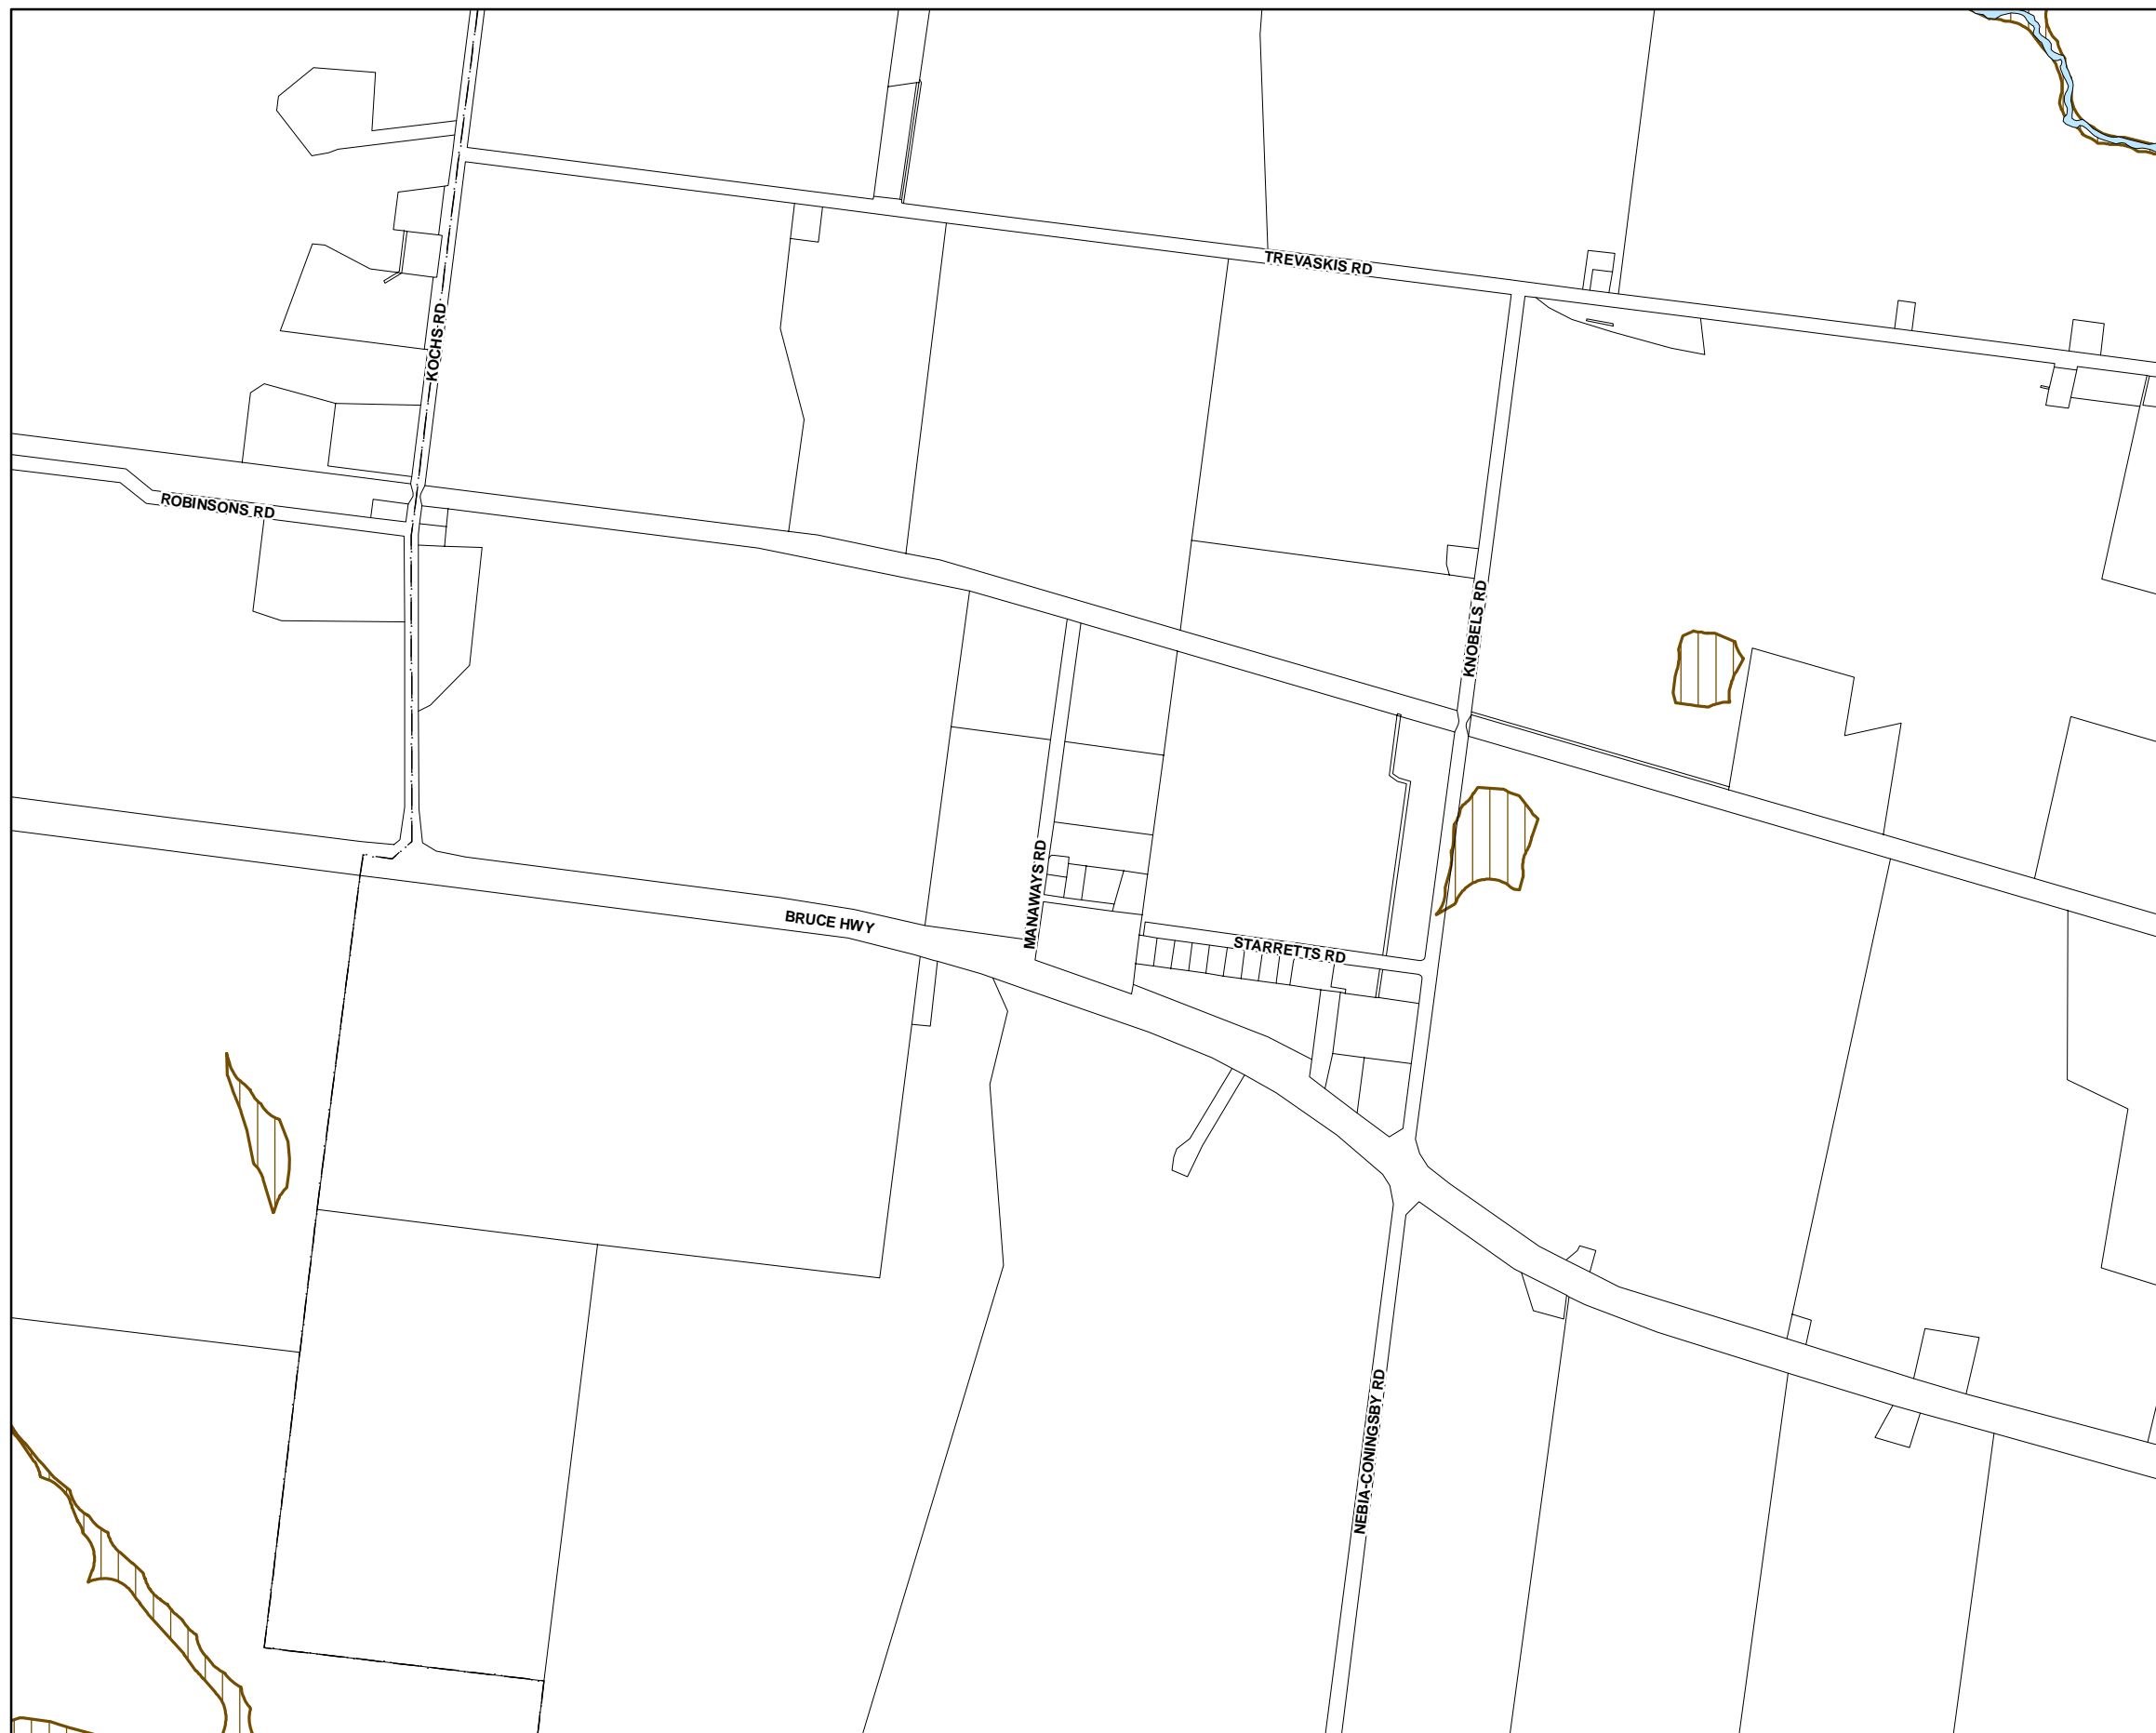 TREVASKIS RD
KOCHS RD
ROBINSONS RD
KNOBELS RD
MANAWAYS RD
BRUCE HWY
STARRETTS RD
NEBIA-CONINGSBY RD